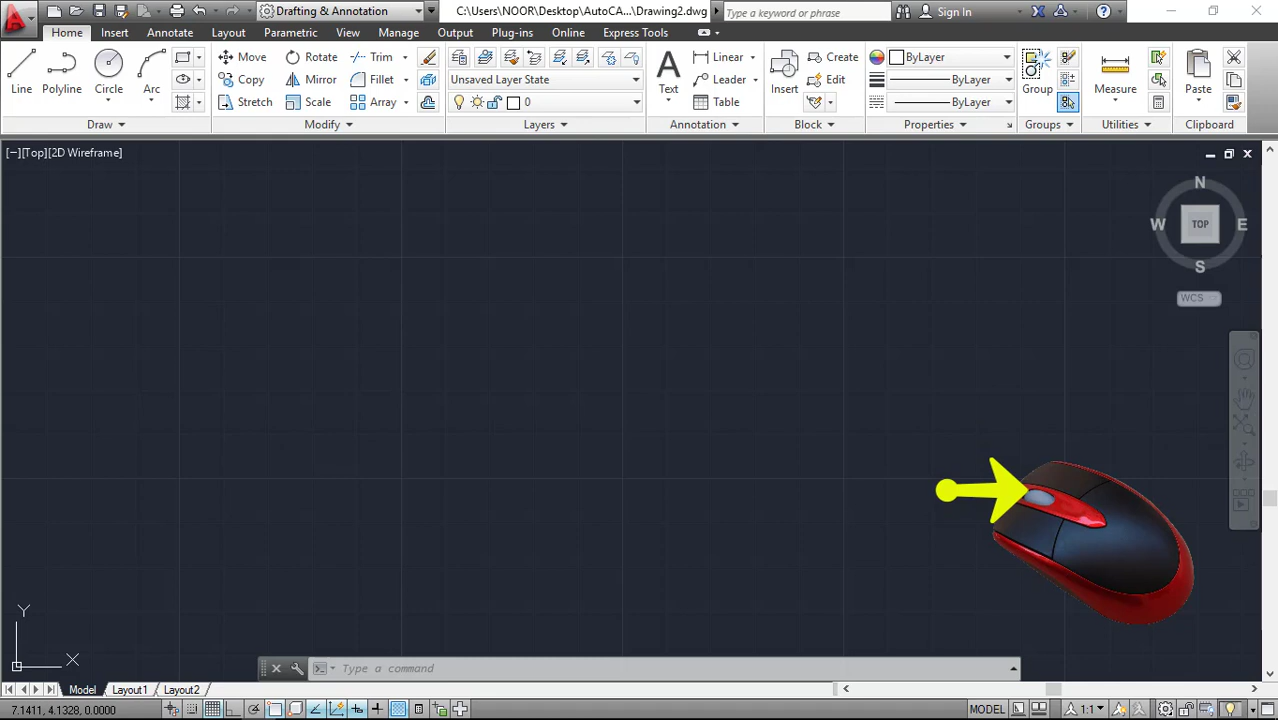 Drafting & Annotation
C:\Users\NOOR\Desktop\AutoCA...\Drawing2.dwg
Type a keyword or phrase
Sign In
Home Insert Annotate Layout Parametric View Manage Output Plug-ins Online Express Tools
Line
Polyline
Circle
Arc
Draw
Move Rotate Trim
Copy Mirror Fillet
Stretch Scale Array
Modify
Unsaved Layer State
0
Layers
Text
Linear
Leader
Table
Annotation
Insert
Create
Edit
Block
ByLayer
ByLayer
ByLayer
Properties
Group
Groups
Measure
Utilities
Paste
Clipboard
[−][Top][2D Wireframe]
N
W TOP E
S
WCS
Y
X
Type a command
Model Layout1 Layout2
7.1411, 4.1328, 0.0000
MODEL
1:1